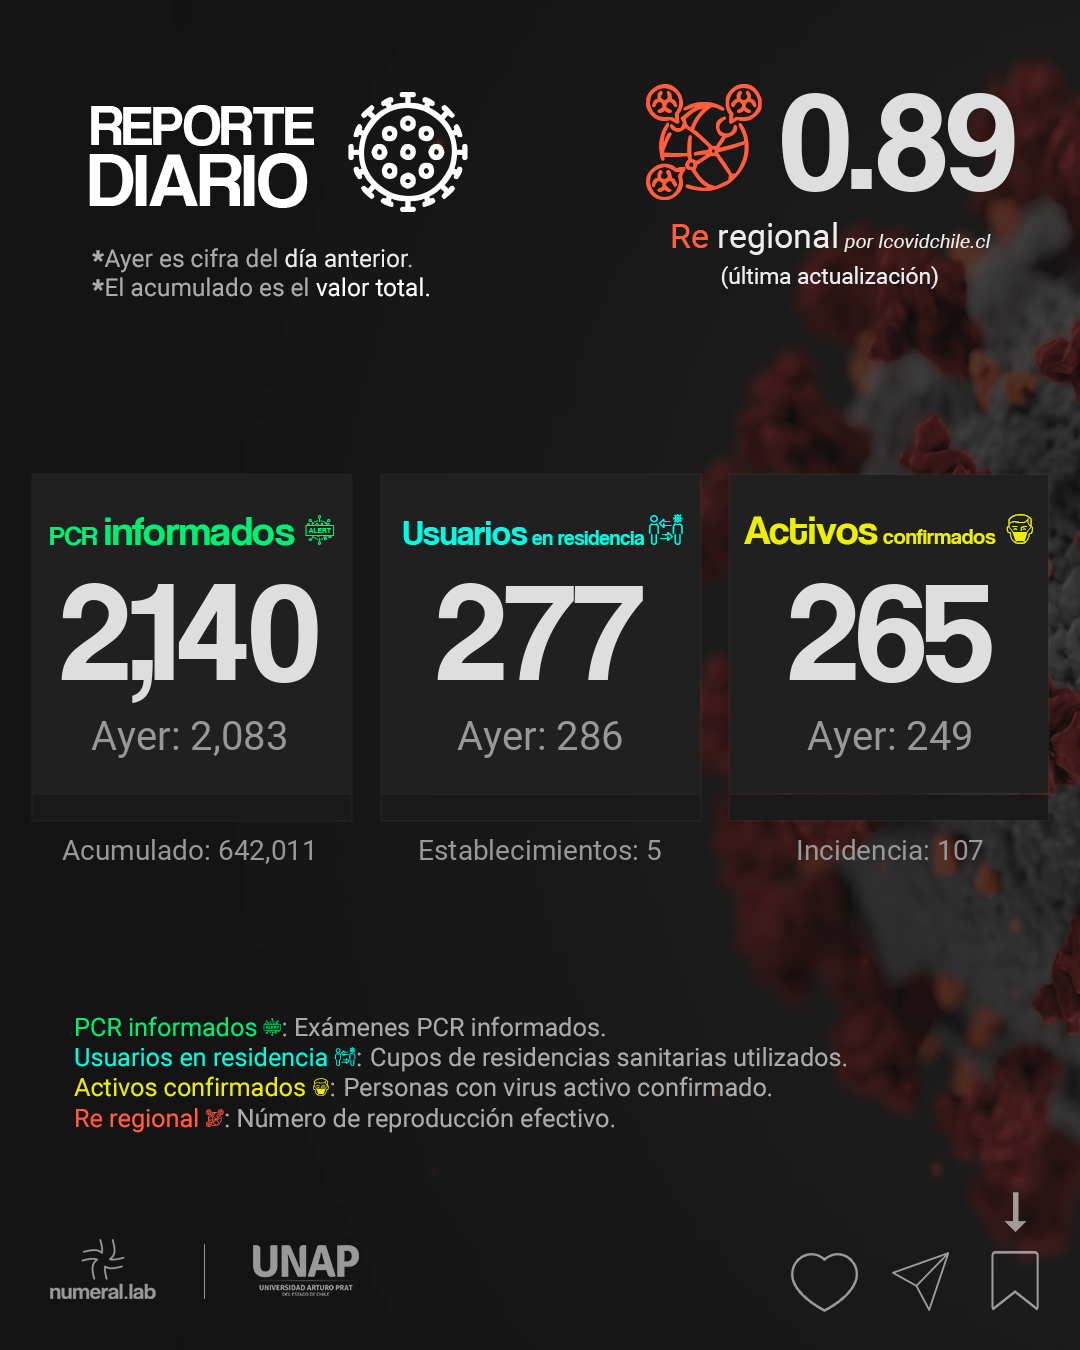 REPORTE
DIARIO
*Ayer es cifra del día anterior.
*El acumulado es el valor total.
0.89
Re regional por Icovidchile.cl
(última actualización)
PCR informados
ALERT
2,140
Ayer: 2,083
Acumulado: 642,011
Usuarios en residencia
277
Ayer: 286
Establecimientos: 5
Activos confirmados
265
Ayer: 249
Incidencia: 107
PCR informados : Exámenes PCR informados.
Usuarios en residencia : Cupos de residencias sanitarias utilizados.
Activos confirmados : Personas con virus activo confirmado.
Re regional : Número de reproducción efectivo.
numeral.lab
UNAP
UNIVERSIDAD ARTURO PRAT
DEL ESTADO DE CHILE